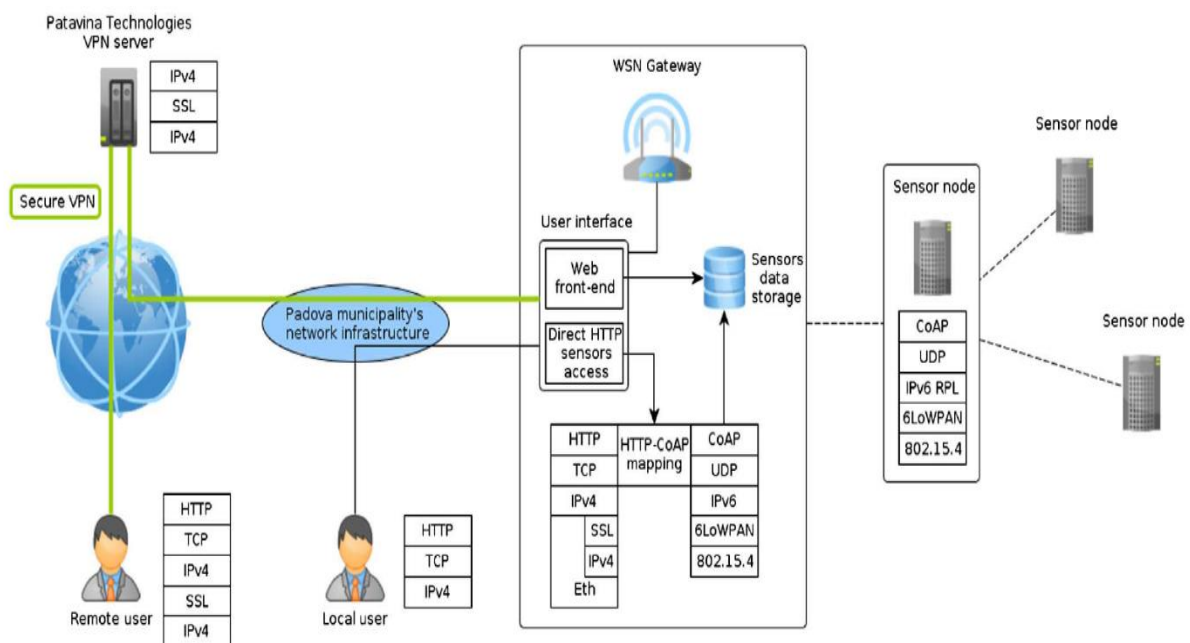 Patavina Technologies
VPN server
IPv4
SSL
IPv4
Secure VPN
Padova municipality's
network infrastructure
Remote user
HTTP
TCP
IPv4
SSL
IPv4
Local user
HTTP
TCP
IPv4
WSN Gateway
User interface
Web
front-end
Direct HTTP
sensors
access
Sensors
data
storage
HTTP
TCP
IPv4
SSL
IPv4
Eth
HTTP-CoAP
mapping
CoAP
UDP
IPv6
6LoWPAN
802.15.4
Sensor node
CoAP
UDP
IPv6 RPL
6LoWPAN
802.15.4
Sensor node
Sensor node